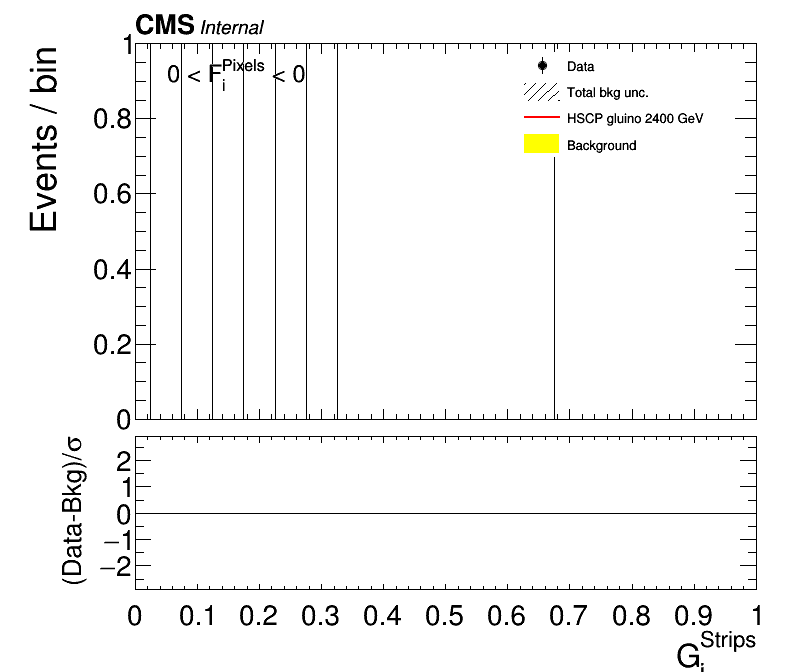 CMS Internal
Events / bin
1
0.8
0.6
0.4
0.2
0
0 < F_i^Pixels < 0
Data
Total bkg unc.
HSCP gluino 2400 GeV
Background
(Data-Bkg)/σ
2
1
0
−1
−2
0 0.1 0.2 0.3 0.4 0.5 0.6 0.7 0.8 0.9 1
G_i^Strips